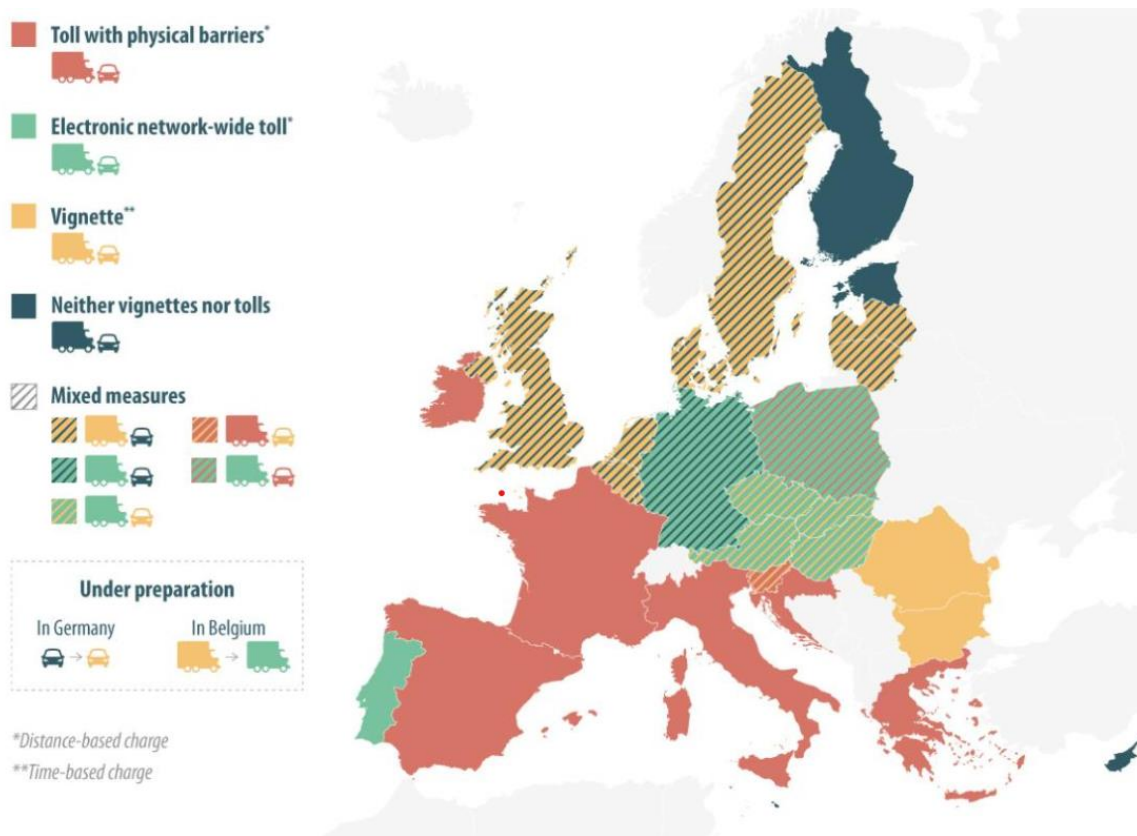 Toll with physical barriers*
Electronic network-wide toll*
Vignette**
Neither vignettes nor tolls
Mixed measures
Under preparation
In Germany
In Belgium
*Distance-based charge
**Time-based charge